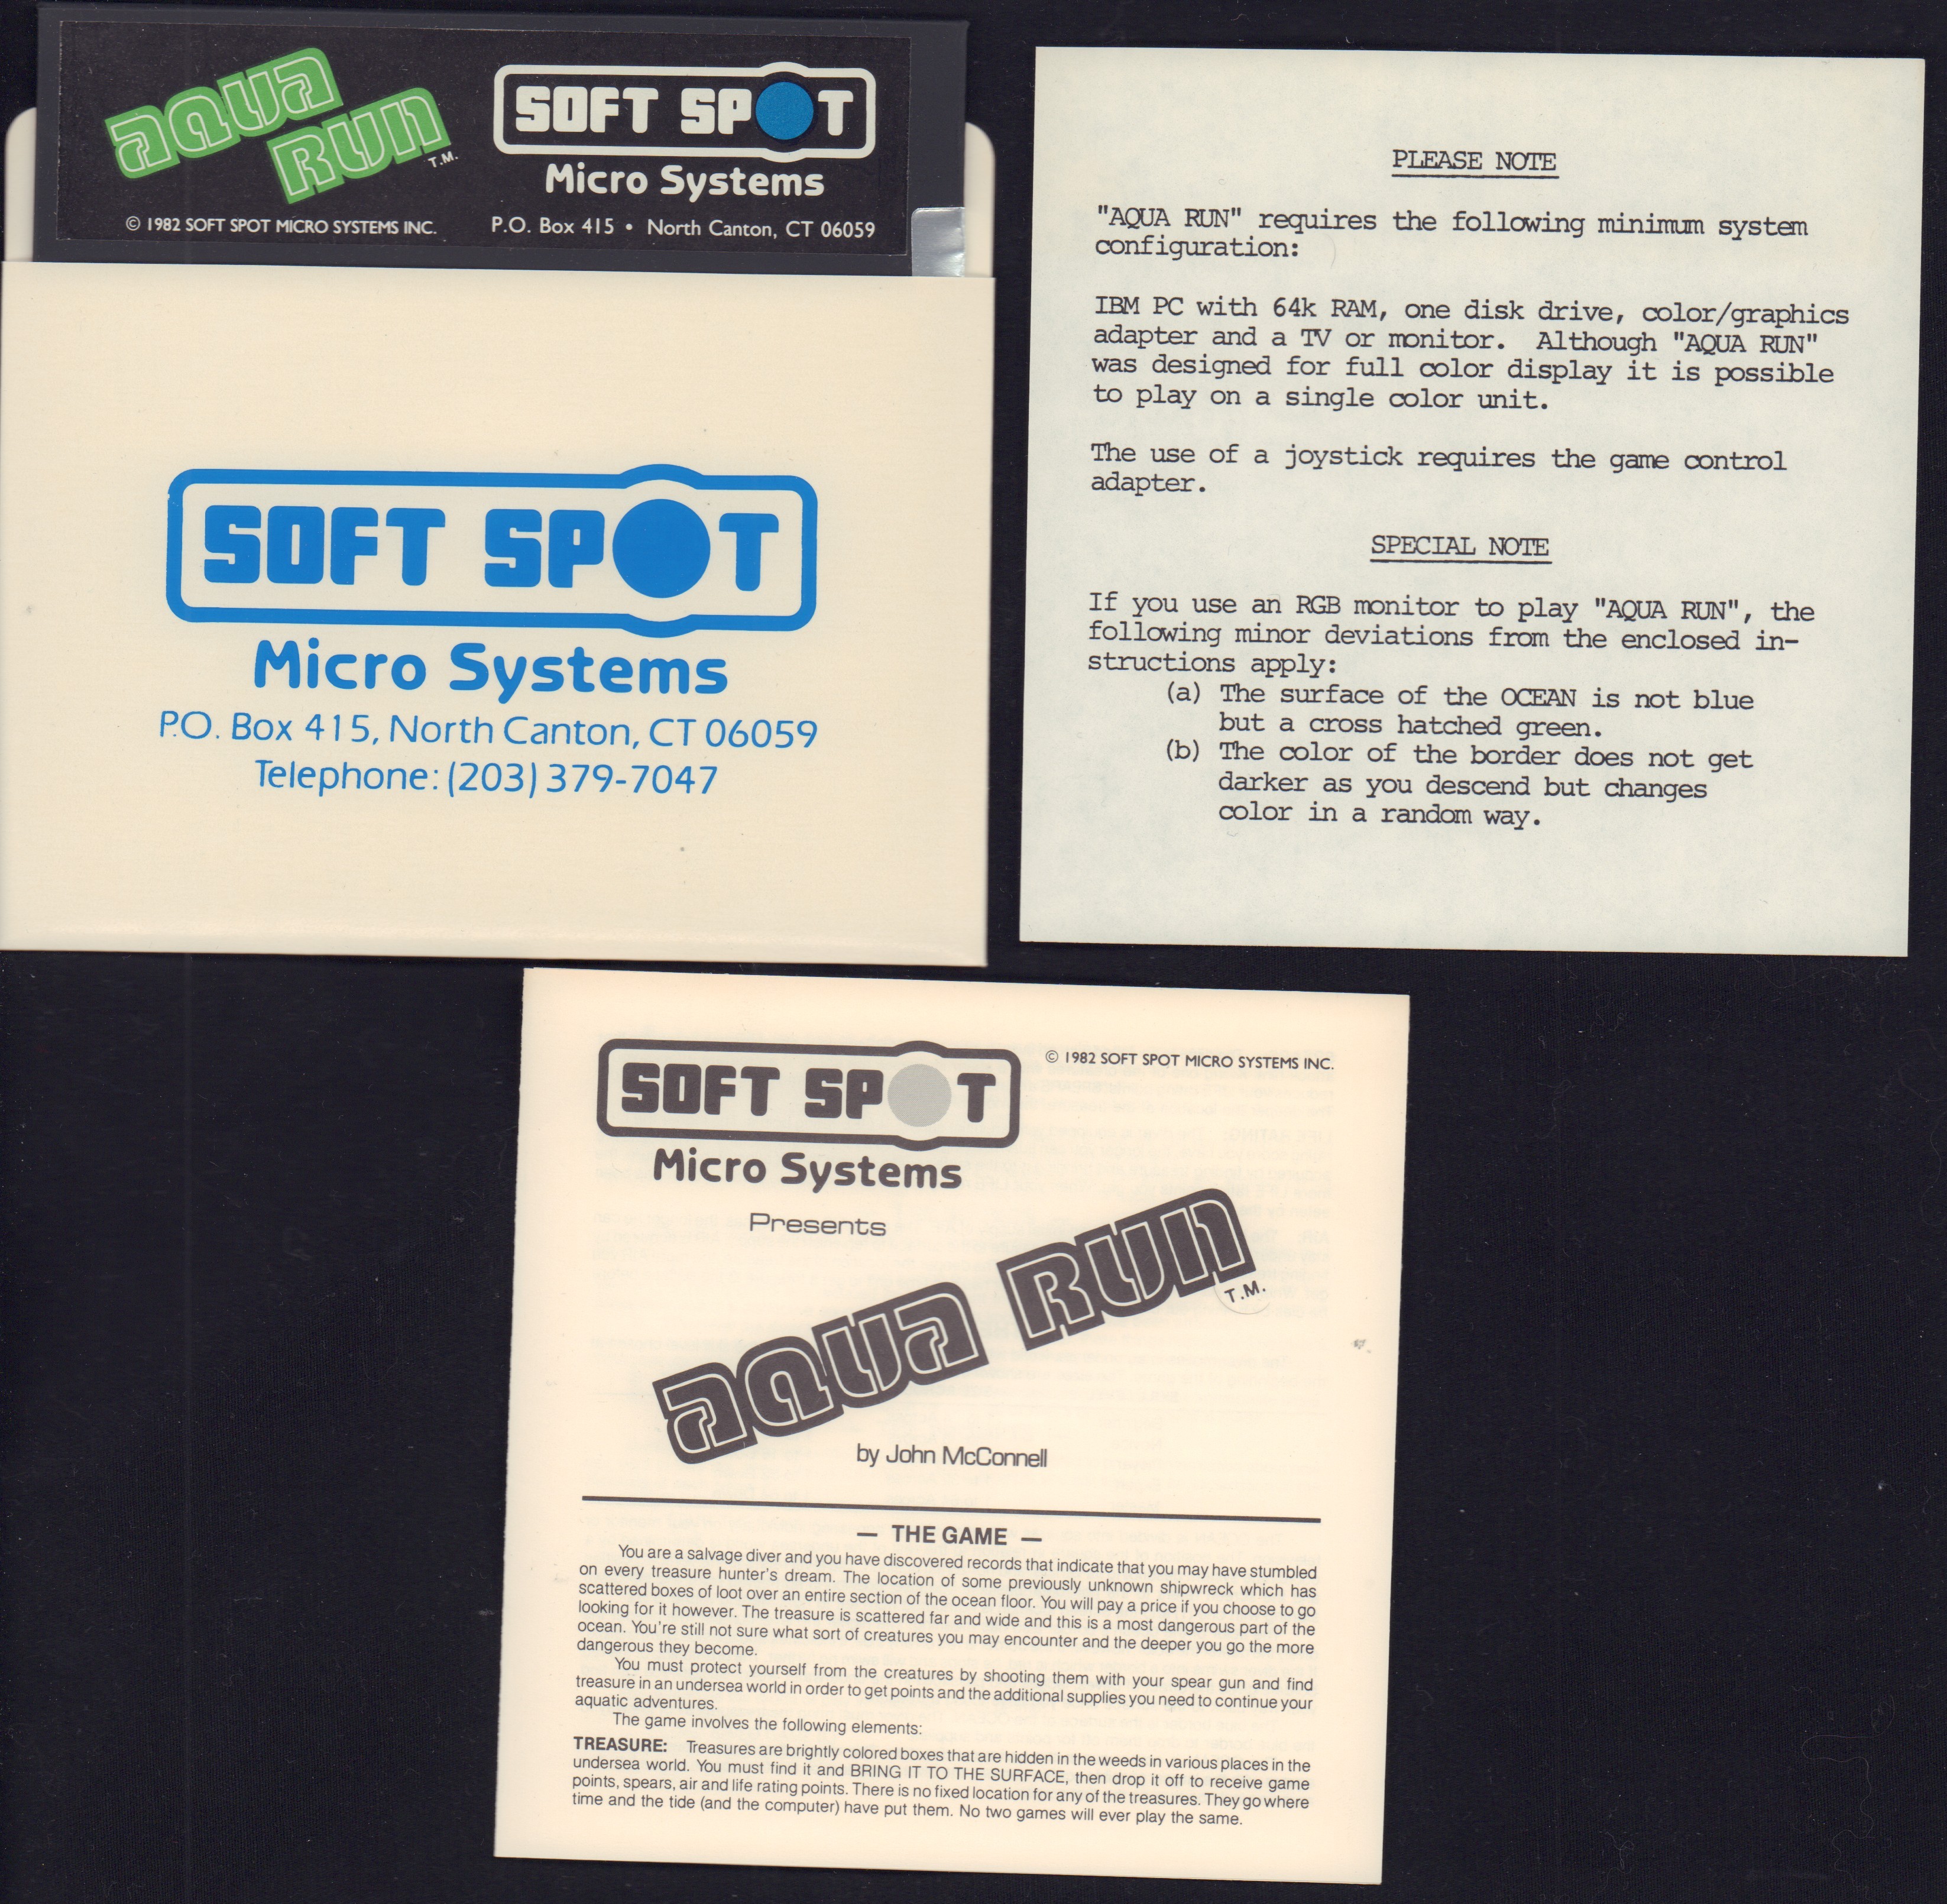 AQUA
RUN
T.M.
SOFT SPOT
Micro Systems
© 1982 SOFT SPOT MICRO SYSTEMS INC.
P.O. Box 415 • North Canton, CT 06059
SOFT SPOT
Micro Systems
P.O. Box 415, North Canton, CT 06059
Telephone: (203) 379-7047
PLEASE NOTE
"AQUA RUN" requires the following minimum system
configuration:
IBM PC with 64k RAM, one disk drive, color/graphics
adapter and a TV or monitor. Although "AQUA RUN"
was designed for full color display it is possible
to play on a single color unit.
The use of a joystick requires the game control
adapter.
SPECIAL NOTE
If you use an RGB monitor to play "AQUA RUN", the
following minor deviations from the enclosed in-
structions apply:
(a) The surface of the OCEAN is not blue
but a cross hatched green.
(b) The color of the border does not get
darker as you descend but changes
color in a random way.
SOFT SPOT
Micro Systems
© 1982 SOFT SPOT MICRO SYSTEMS INC.
Presents
AQUA RUN
T.M.
by John McConnell
— THE GAME —
You are a salvage diver and you have discovered records that indicate that you may have stumbled
on every treasure hunter's dream. The location of some previously unknown shipwreck which has
scattered boxes of loot over an entire section of the ocean floor. You will pay a price if you choose to go
looking for it however. The treasure is scattered far and wide and this is a most dangerous part of the
ocean. You're still not sure what sort of creatures you may encounter and the deeper you go the more
dangerous they become.
You must protect yourself from the creatures by shooting them with your spear gun and find
treasure in an undersea world in order to get points and the additional supplies you need to continue your
aquatic adventures.
The game involves the following elements:
TREASURE: Treasures are brightly colored boxes that are hidden in the weeds in various places in the
undersea world. You must find it and BRING IT TO THE SURFACE, then drop it off to receive game
points, spears, air and life rating points. There is no fixed location for any of the treasures. They go where
time and the tide (and the computer) have put them. No two games will ever play the same.